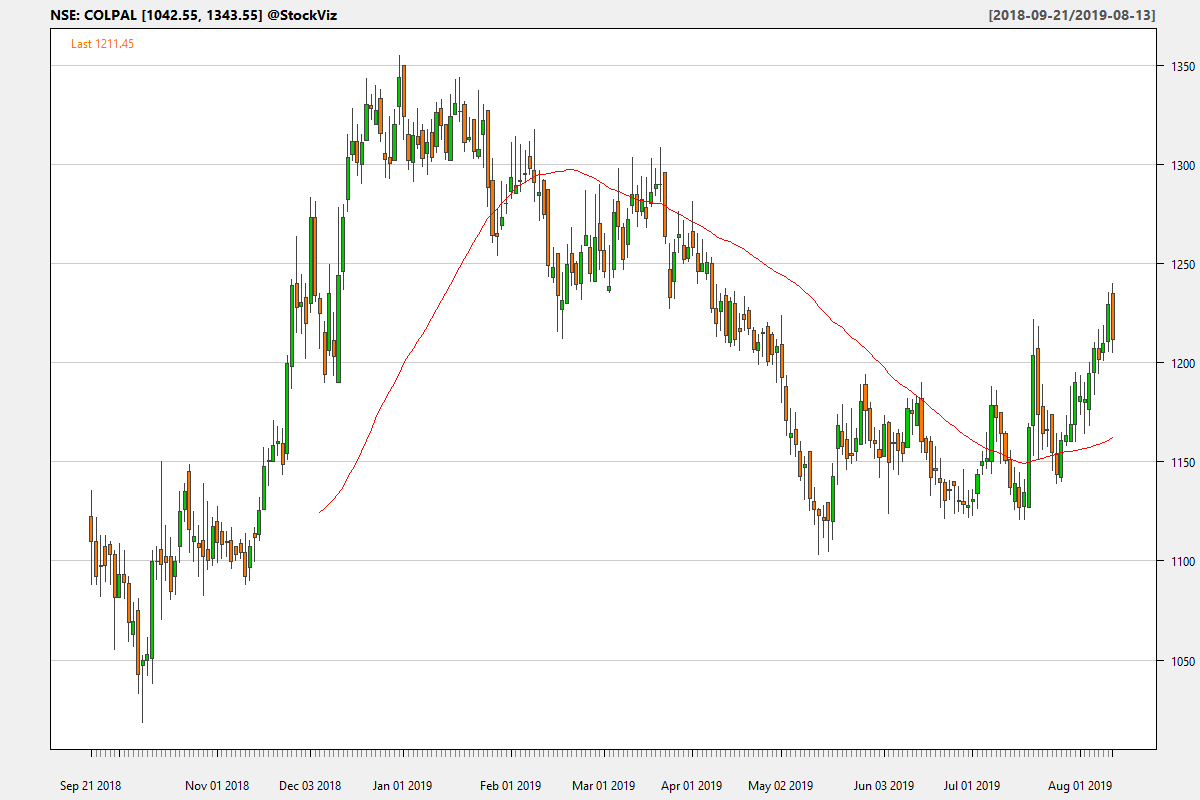 NSE: COLPAL [1042.55, 1343.55] @StockViz [2018-09-21/2019-08-13]
Last 1211.45
1350
1300
1250
1200
1150
1100
1050
Sep 21 2018 Nov 01 2018 Dec 03 2018 Jan 01 2019 Feb 01 2019 Mar 01 2019 Apr 01 2019 May 02 2019 Jun 03 2019 Jul 01 2019 Aug 01 2019